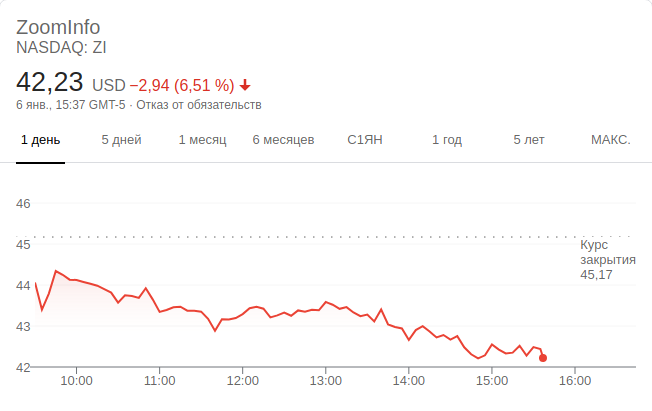 ZoomInfo
NASDAQ: ZI
42,23 USD −2,94 (6,51 %)
6 янв., 15:37 GMT-5 · Отказ от обязательств
1 день 5 дней 1 месяц 6 месяцев С1ЯН 1 год 5 лет МАКС.
46
45
44
43
42
Курс
закрытия
45,17
10:00 11:00 12:00 13:00 14:00 15:00 16:00